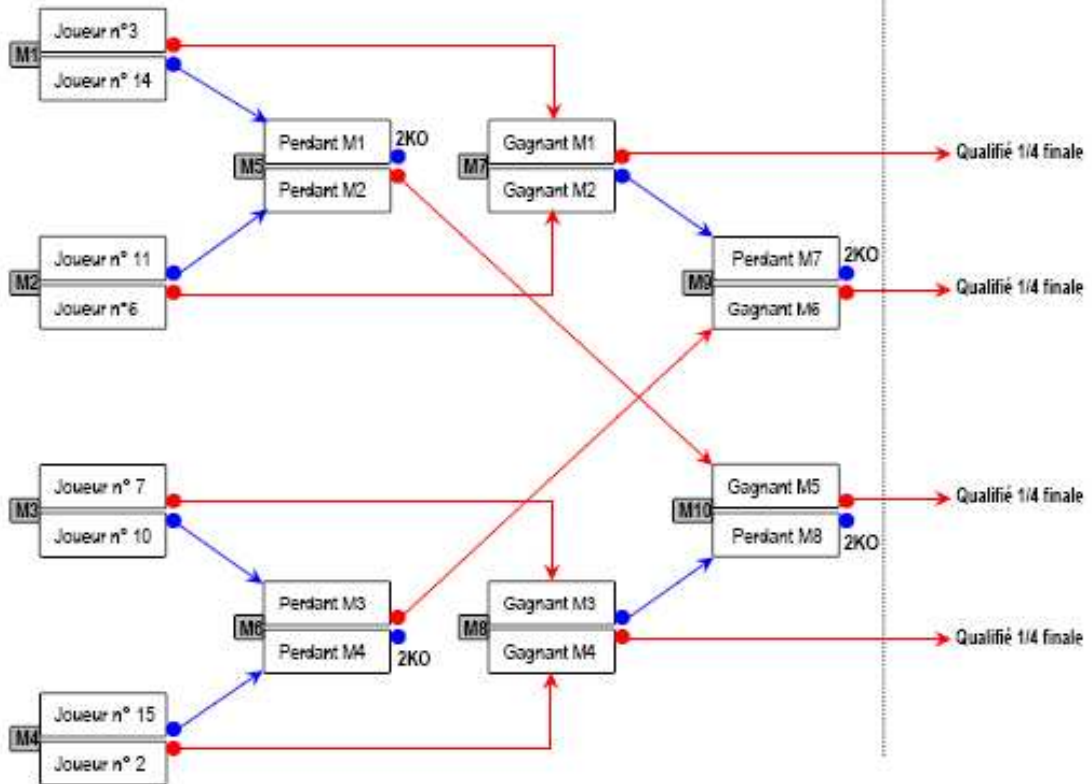 Joueur n°3
M1
Joueur n° 14
Perdant M1
2KO
M5
Perdant M2
Gagnant M1
M7
Gagnant M2
Qualifié 1/4 finale
Joueur n° 11
M2
Joueur n°6
Perdant M7
2KO
M9
Gagnant M6
Qualifié 1/4 finale
Joueur n° 7
M3
Joueur n° 10
Gagnant M5
M10
Perdant M8
2KO
Qualifié 1/4 finale
Perdant M3
M6
Perdant M4
2KO
Gagnant M3
M8
Gagnant M4
Qualifié 1/4 finale
Joueur n° 15
M4
Joueur n° 2